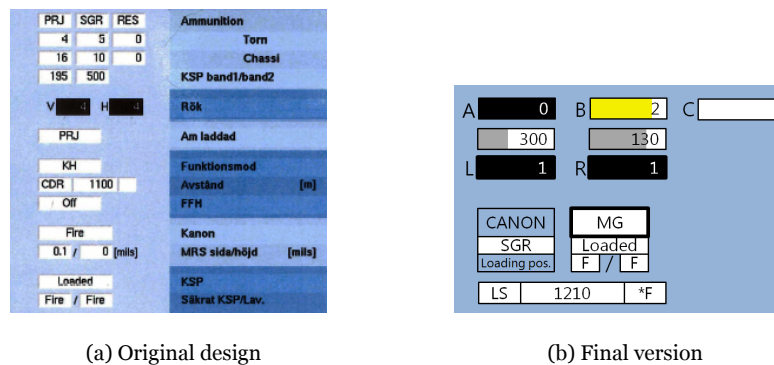 PRJ SGR RES Ammunition
4 5 0 Torn
16 10 0 Chassi
195 500 KSP band1/band2
V 4 H 4 Rök
PRJ Am laddad
KH Funktionsmod
CDR 1100 Avstånd [m]
Off FFH
Fire Kanon
0.1 / 0 [mils] MRS sida/höjd [mils]
Loaded KSP
Fire / Fire Säkrat KSP/Lav.
(a) Original design
A 0 B 2 C
300 130
L 1 R 1
CANON MG
SGR Loaded
Loading pos. F / F
LS 1210 *F
(b) Final version